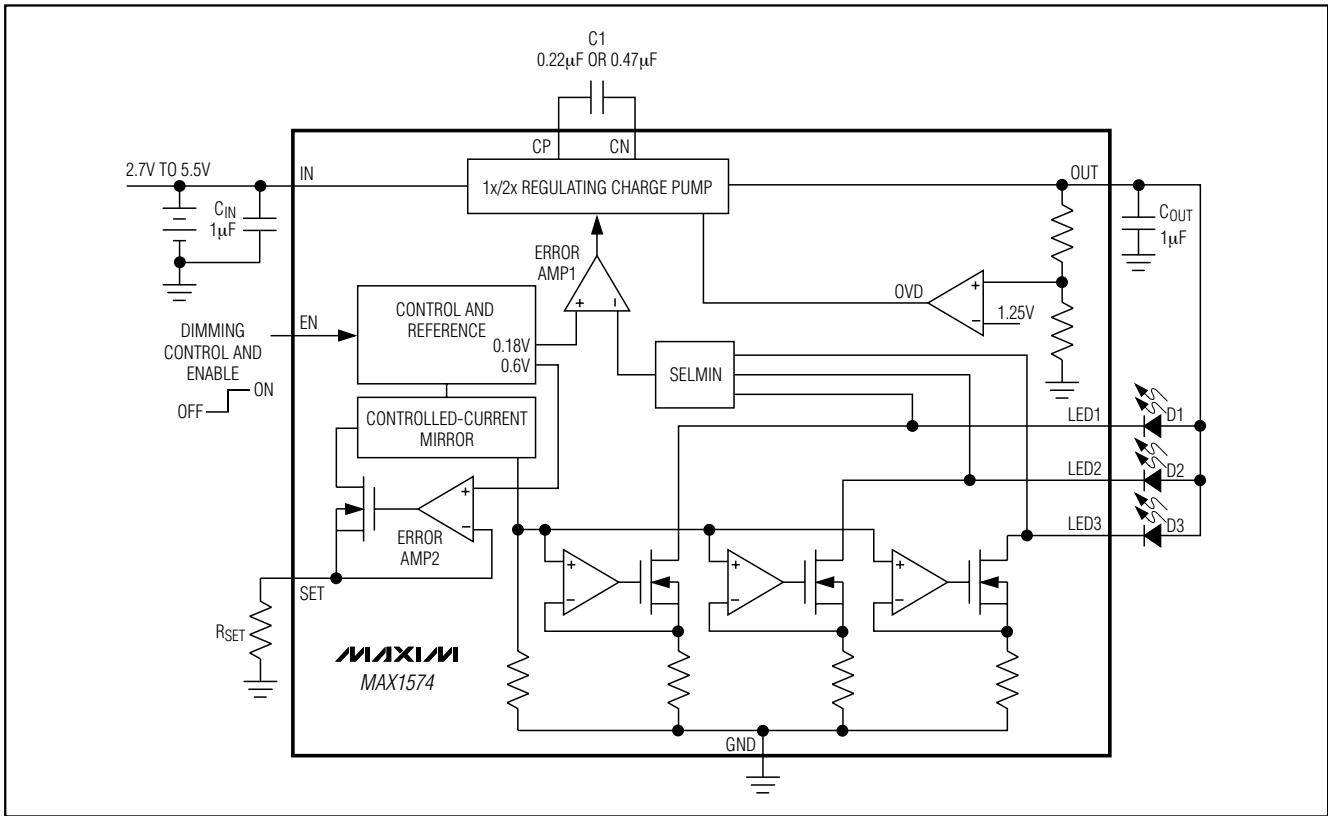 C1
0.22µF OR 0.47µF
CP
CN
2.7V TO 5.5V
IN
1x/2x REGULATING CHARGE PUMP
OUT
CIN
1µF
COUT
1µF
ERROR
AMP1
+
–
OVD
+
–
1.25V
EN
CONTROL AND
REFERENCE
0.18V
0.6V
DIMMING
CONTROL AND
ENABLE
ON
OFF
SELMIN
CONTROLLED-CURRENT
MIRROR
LED1
D1
LED2
D2
LED3
D3
+
–
ERROR
AMP2
+
–
+
–
+
–
SET
RSET
MAXIM
MAX1574
GND